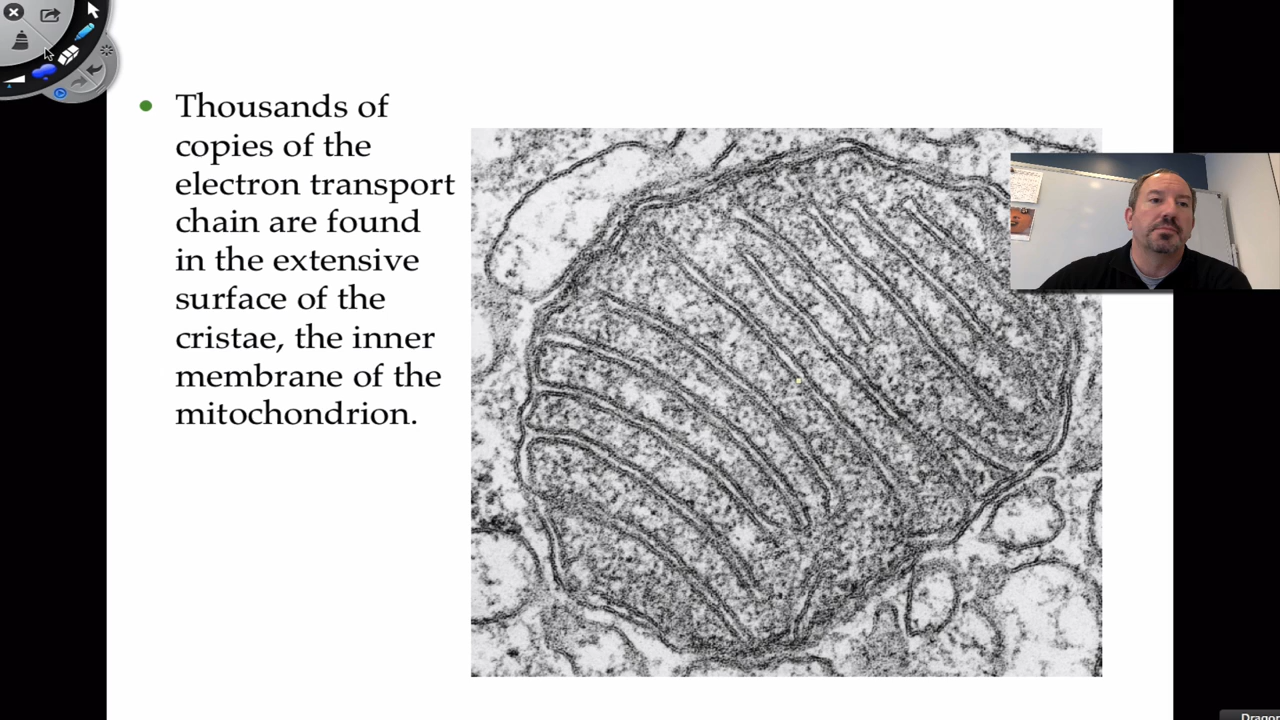 Thousands of
copies of the
electron transport
chain are found
in the extensive
surface of the
cristae, the inner
membrane of the
mitochondrion.
Dragon